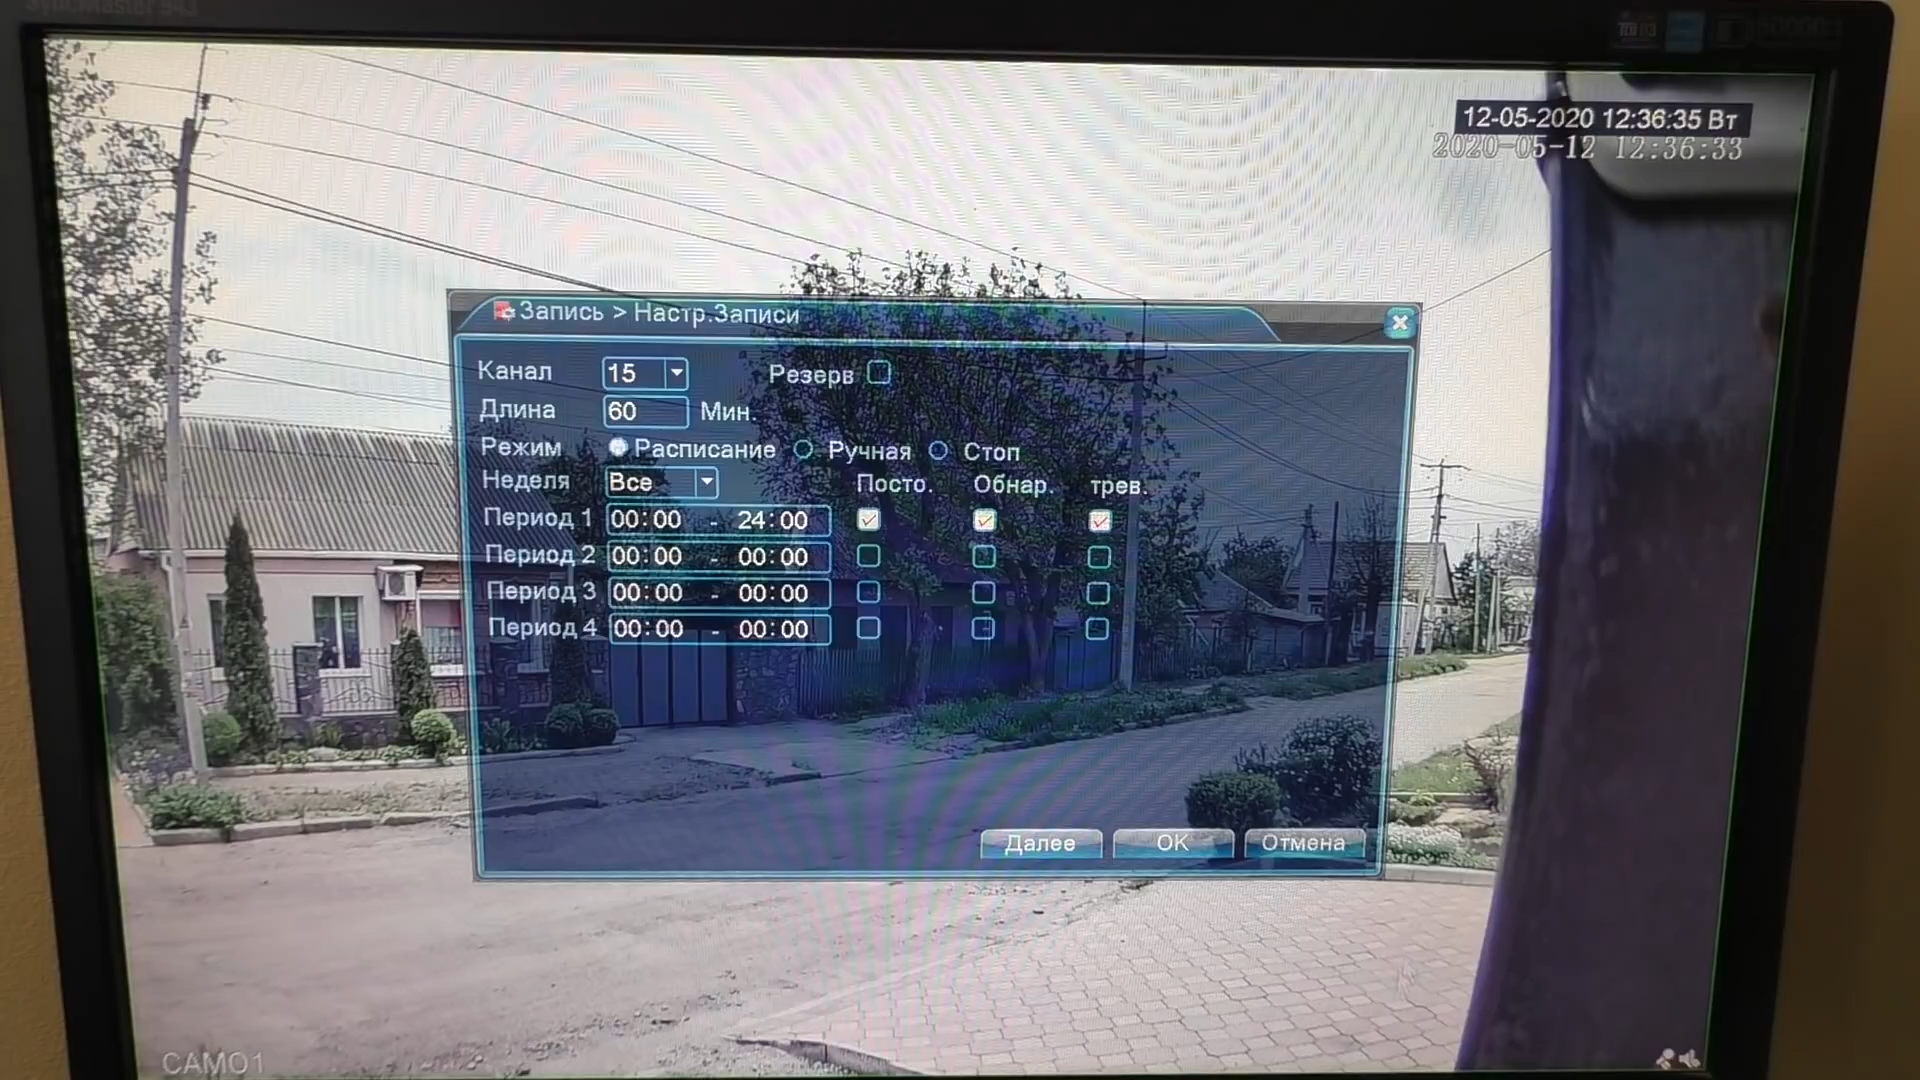 SyncMaster 943
12-05-2020 12:36:35 Вт
2020-05-12 12:36:33
Запись > Настр.Записи
Канал 15 Резерв
Длина 60 Мин.
Режим Расписание Ручная Стоп
Неделя Все Посто. Обнар. трев.
Период 1 00:00 - 24:00
Период 2 00:00 - 00:00
Период 3 00:00 - 00:00
Период 4 00:00 - 00:00
Далее ОК Отмена
CAM01